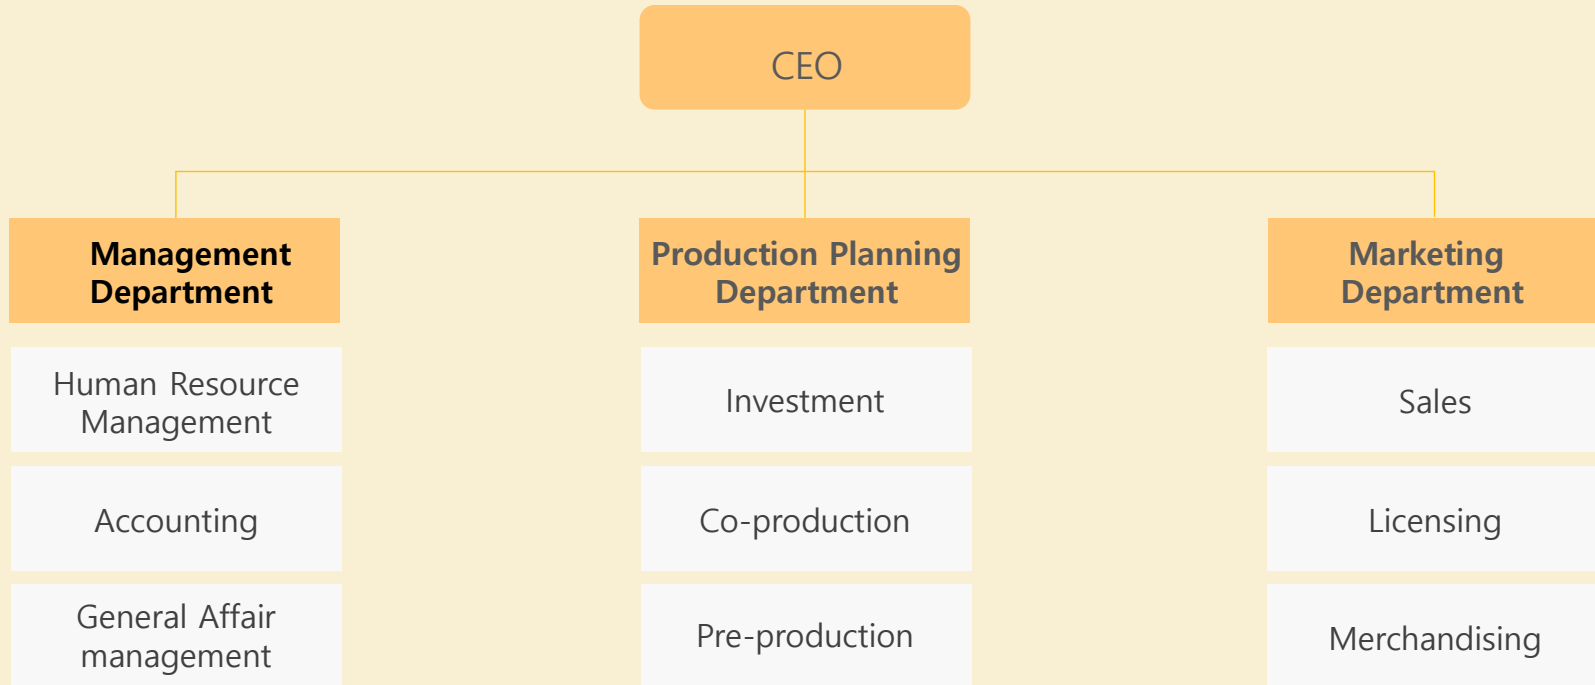 CEO
Management
Department
Production Planning
Department
Marketing
Department
Human Resource
Management
Investment
Sales
Accounting
Co-production
Licensing
General Affair
management
Pre-production
Merchandising